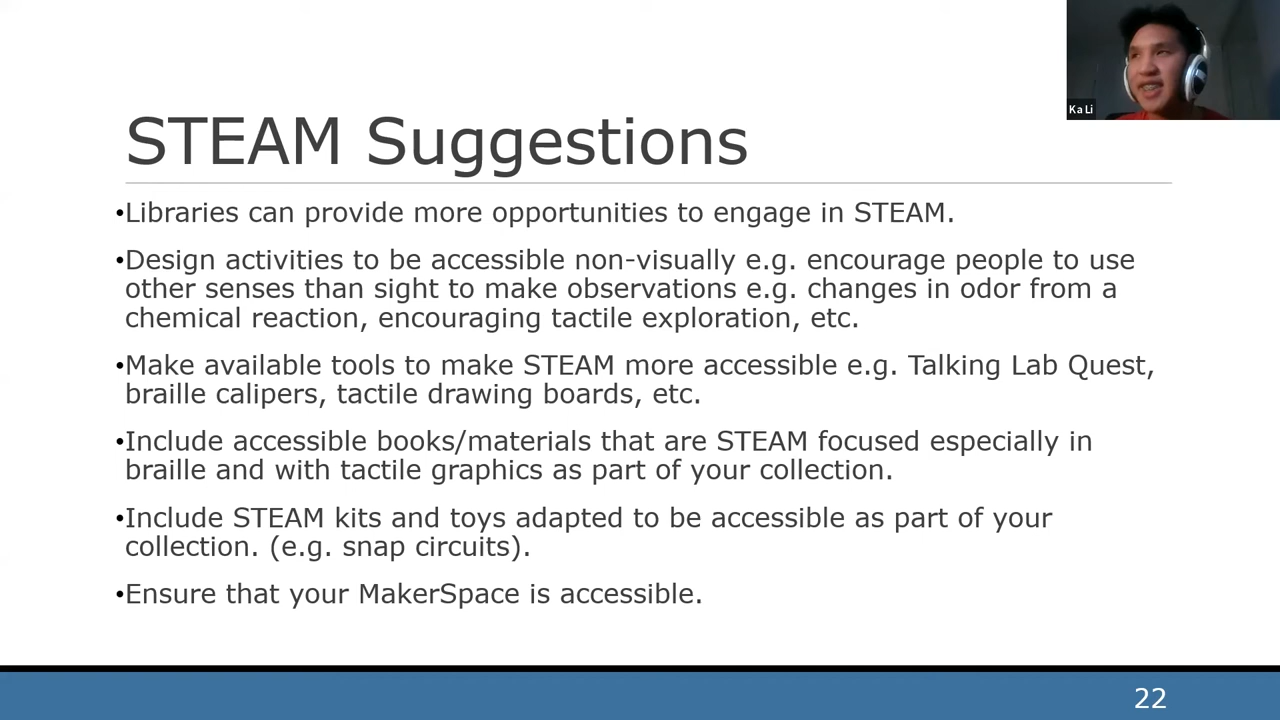 Ka Li
STEAM Suggestions
•Libraries can provide more opportunities to engage in STEAM.
•Design activities to be accessible non-visually e.g. encourage people to use
other senses than sight to make observations e.g. changes in odor from a
chemical reaction, encouraging tactile exploration, etc.
•Make available tools to make STEAM more accessible e.g. Talking Lab Quest,
braille calipers, tactile drawing boards, etc.
•Include accessible books/materials that are STEAM focused especially in
braille and with tactile graphics as part of your collection.
•Include STEAM kits and toys adapted to be accessible as part of your
collection. (e.g. snap circuits).
•Ensure that your MakerSpace is accessible.
22